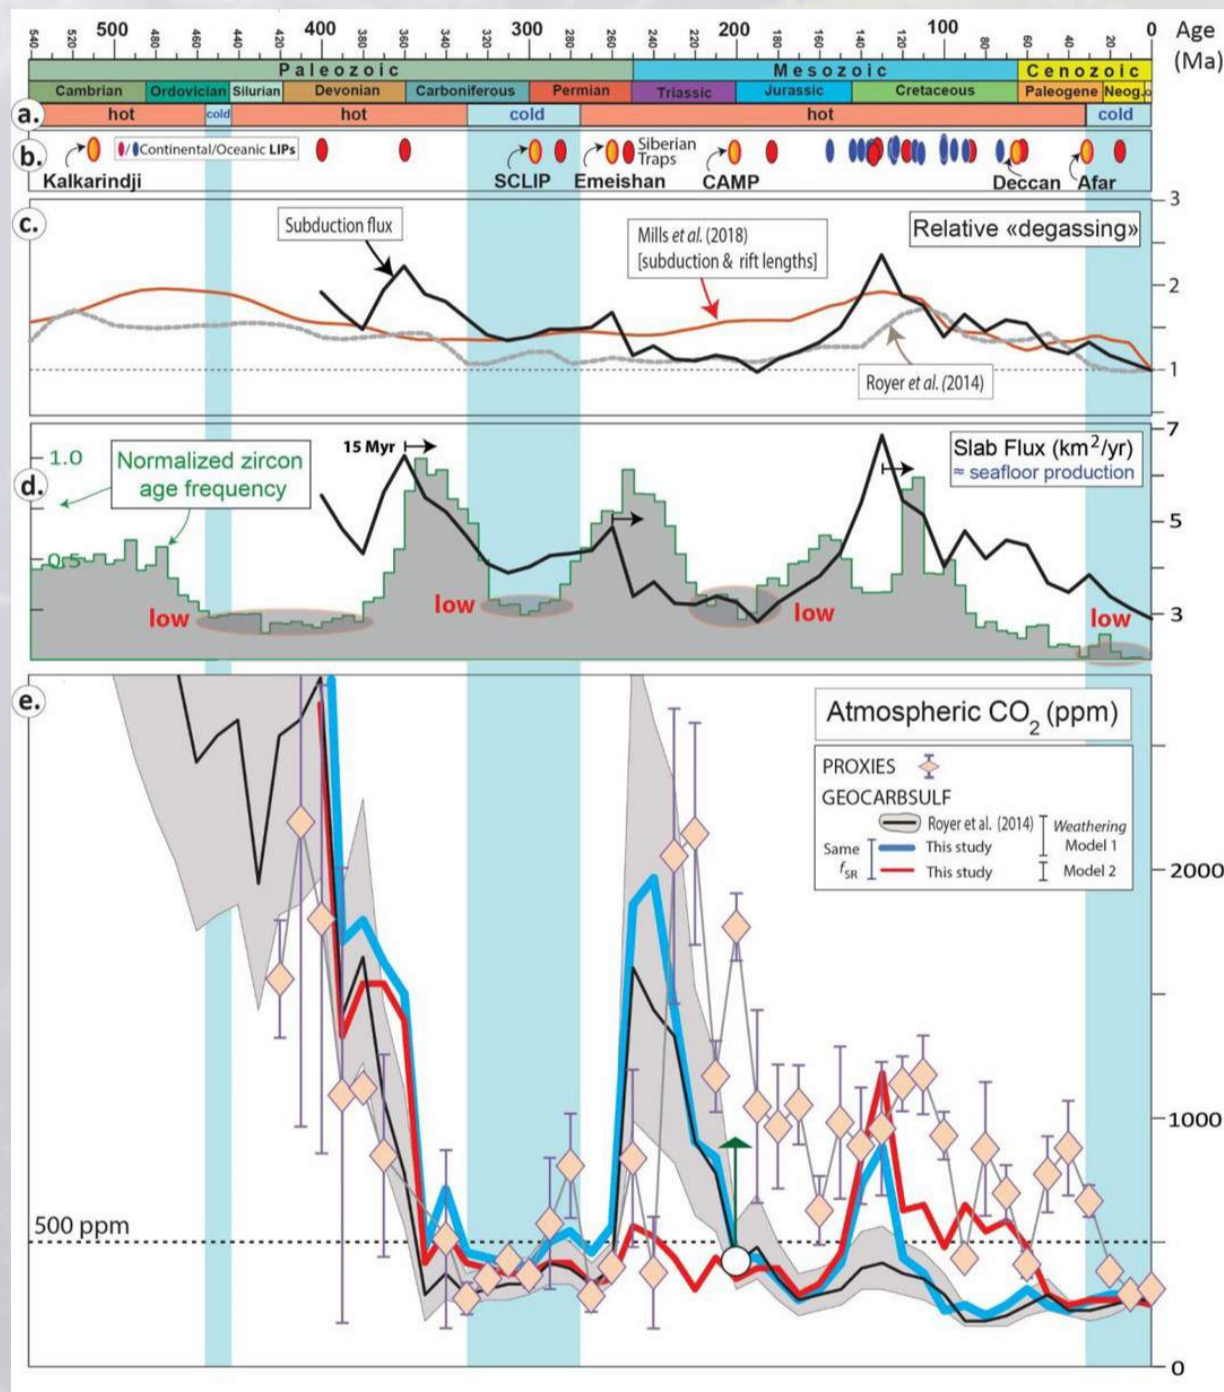 540 520 500 480 460 440 420 400 380 360 340 320 300 280 260 240 220 200 180 160 140 120 100 80 60 40 20 0 Age
(Ma)
Paleozoic Mesozoic Cenozoic
Cambrian Ordovician Silurian Devonian Carboniferous Permian Triassic Jurassic Cretaceous Paleogene Neog.
a. hot cold hot cold hot cold
b. / Continental/Oceanic LIPs Siberian
Traps
Kalkarindji SCLIP Emeishan CAMP Deccan Afar
c.
3
2
1
Subduction flux
Mills et al. (2018)
[subduction & rift lengths]
Relative «degassing»
Royer et al. (2014)
d.
1.0
0.5
Normalized zircon
age frequency
15 Myr
Slab Flux (km²/yr)
≈ seafloor production
7
5
3
low low low low
e.
Atmospheric CO₂ (ppm)
PROXIES
GEOCARBSULF
Royer et al. (2014) Weathering
Model 1
Same This study
fSR This study Model 2
2000
1000
500 ppm
0